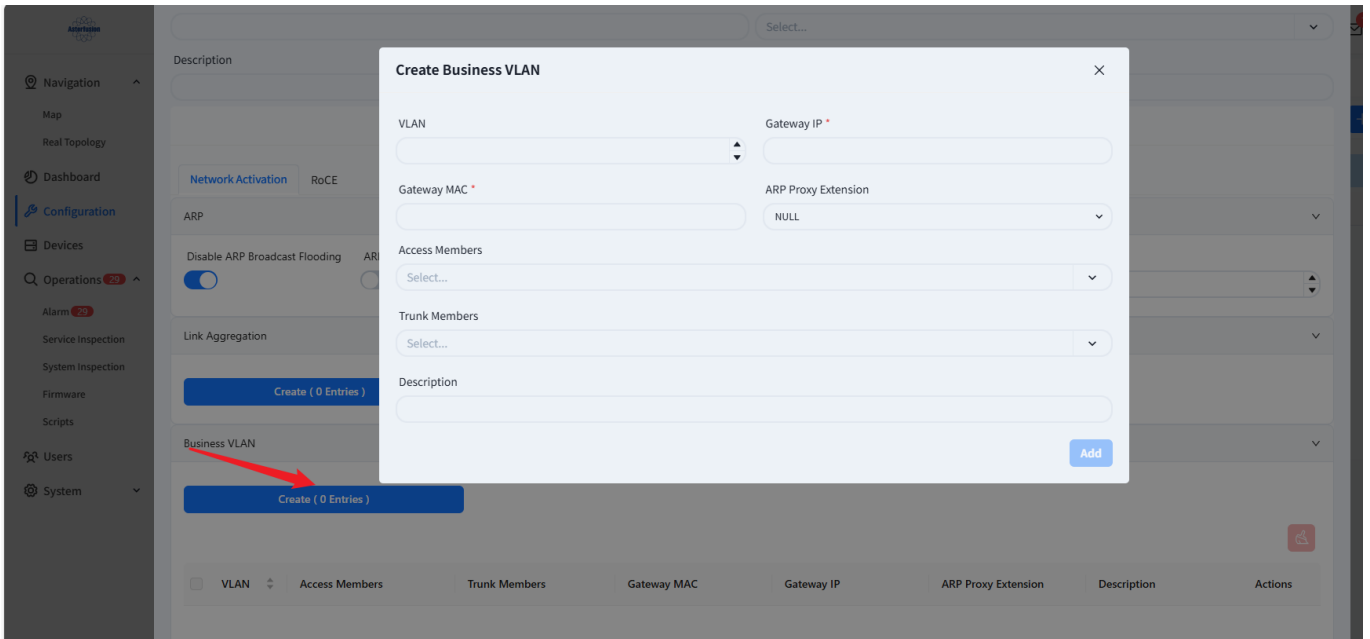 Asterfusion
Select...
Description
Navigation
Map
Real Topology
Dashboard
Configuration
Devices
Operations 29
Alarm 29
Service Inspection
System Inspection
Firmware
Scripts
Users
System
Network Activation RoCE
ARP
Disable ARP Broadcast Flooding
Link Aggregation
Create ( 0 Entries )
Business VLAN
Create ( 0 Entries )
VLAN Access Members Trunk Members Gateway MAC Gateway IP ARP Proxy Extension Description Actions
Create Business VLAN
VLAN Gateway IP *
Gateway MAC * ARP Proxy Extension
NULL
Access Members
Select...
Trunk Members
Select...
Description
Add